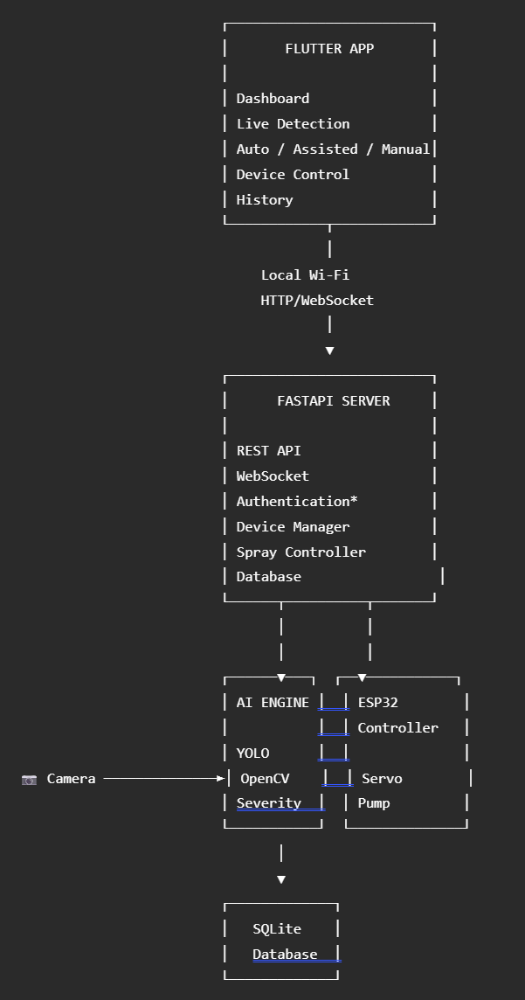 FLUTTER APP
Dashboard
Live Detection
Auto / Assisted / Manual
Device Control
History
Local Wi-Fi
HTTP/WebSocket
FASTAPI SERVER
REST API
WebSocket
Authentication*
Device Manager
Spray Controller
Database
AI ENGINE ESP32
Controller
YOLO
Camera OpenCV Servo
Severity Pump
SQLite
Database